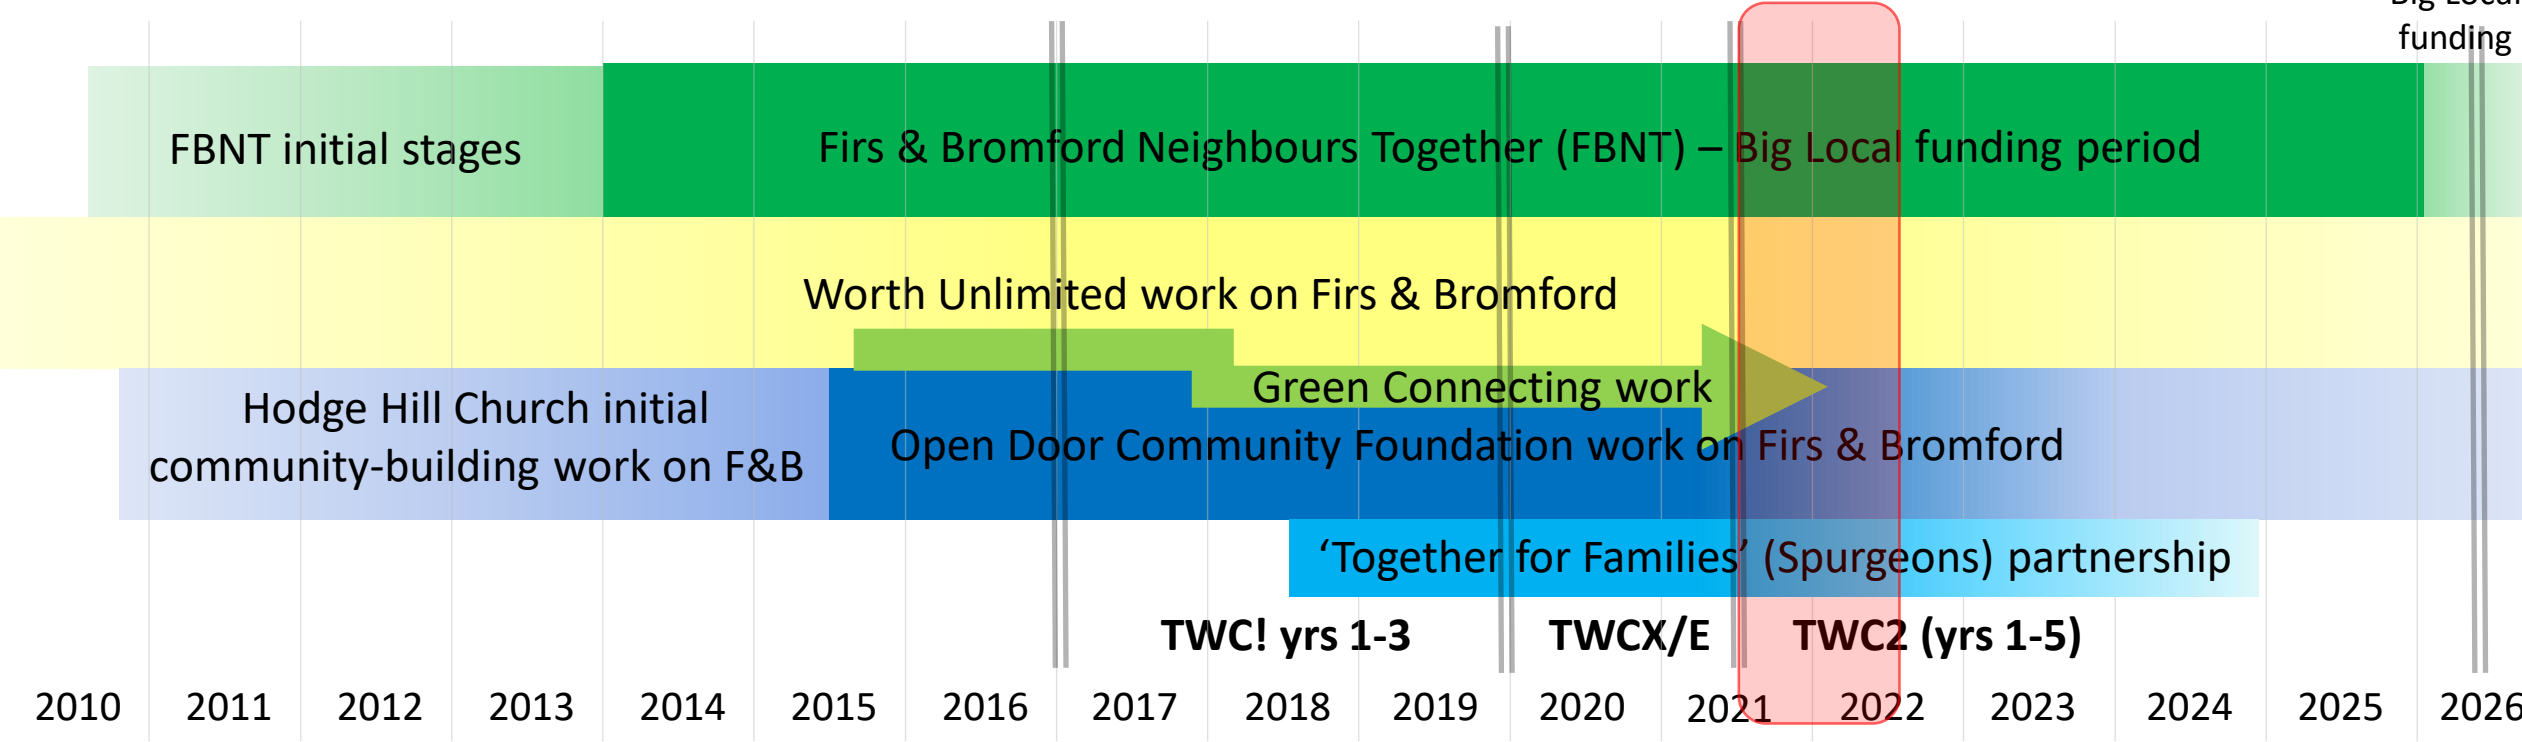 Big Local
funding
FBNT initial stages
Firs & Bromford Neighbours Together (FBNT) – Big Local funding period
Worth Unlimited work on Firs & Bromford
Green Connecting work
Hodge Hill Church initial
community-building work on F&B
Open Door Community Foundation work on Firs & Bromford
‘Together for Families’ (Spurgeons) partnership
TWC! yrs 1-3 TWCX/E TWC2 (yrs 1-5)
2010 2011 2012 2013 2014 2015 2016 2017 2018 2019 2020 2021 2022 2023 2024 2025 2026